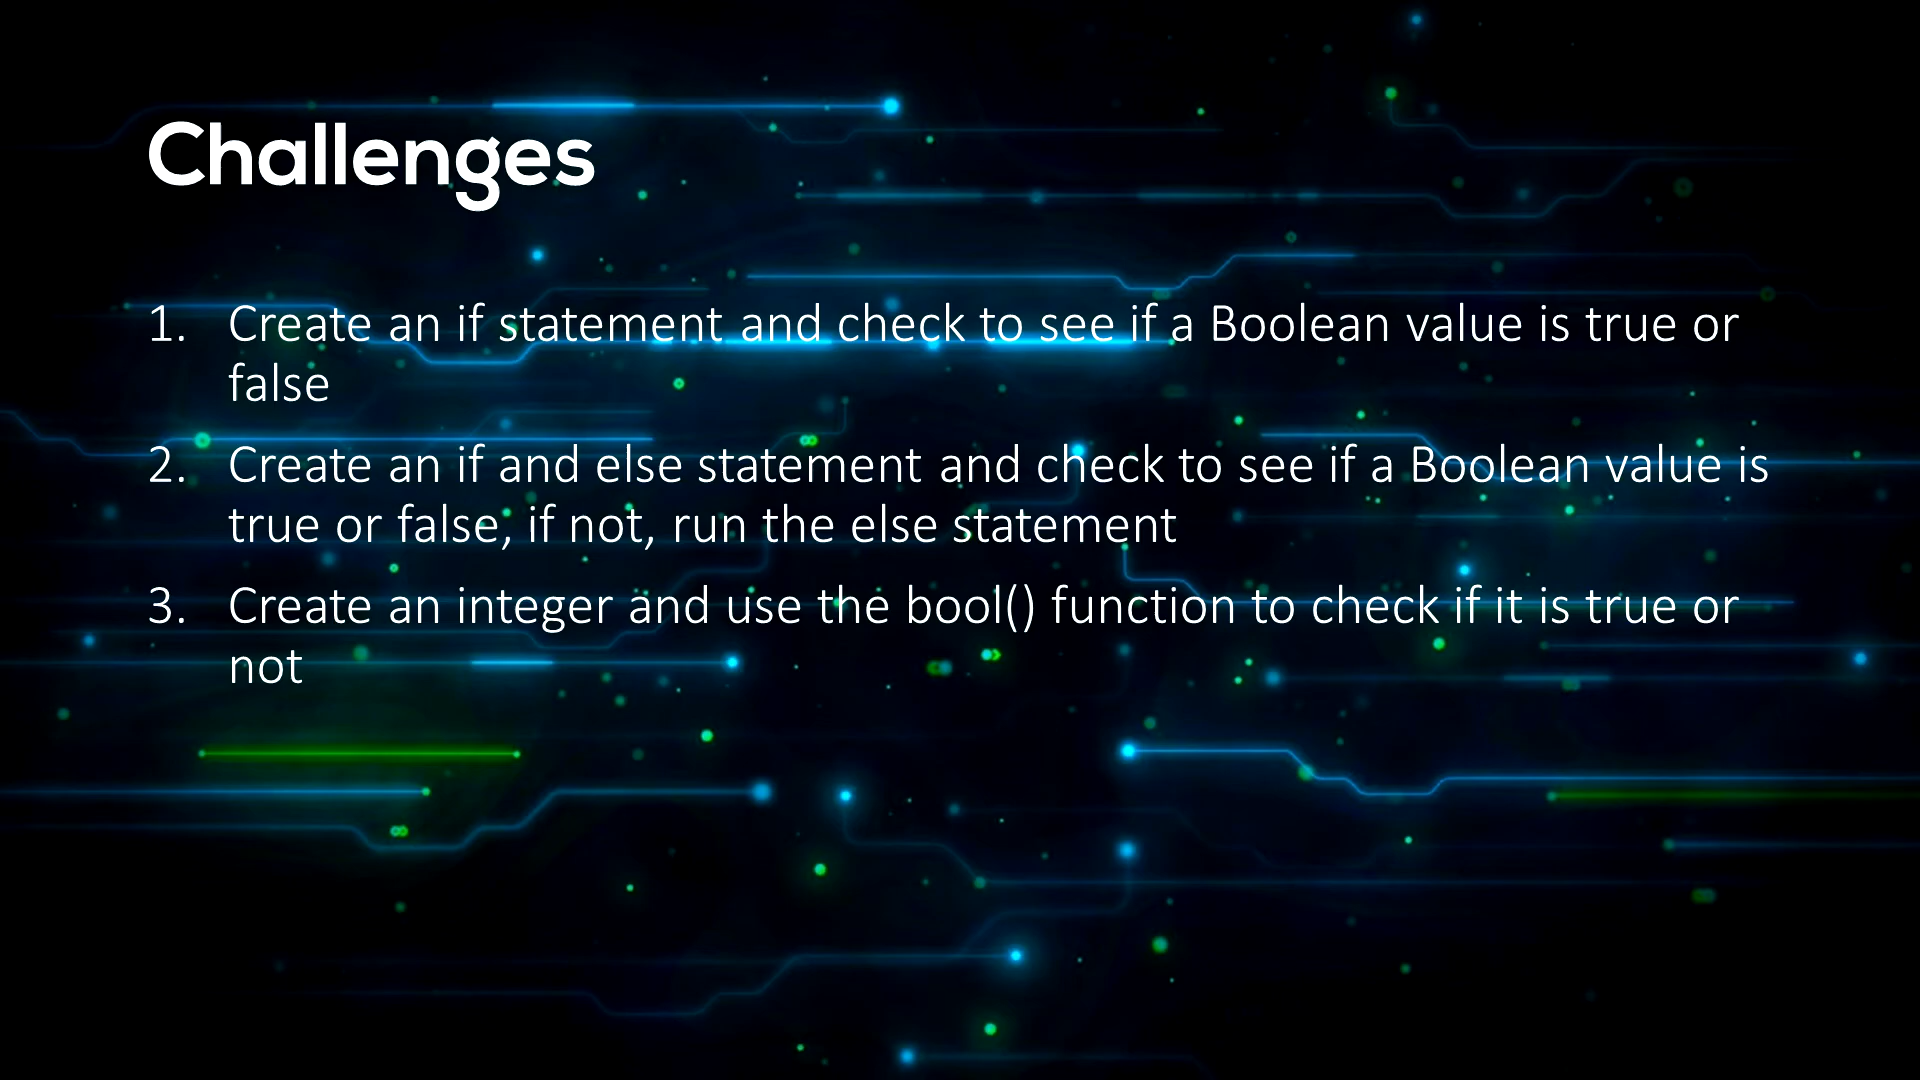 Challenges
1. Create an if statement and check to see if a Boolean value is true or
false
2. Create an if and else statement and check to see if a Boolean value is
true or false, if not, run the else statement
3. Create an integer and use the bool() function to check if it is true or
not